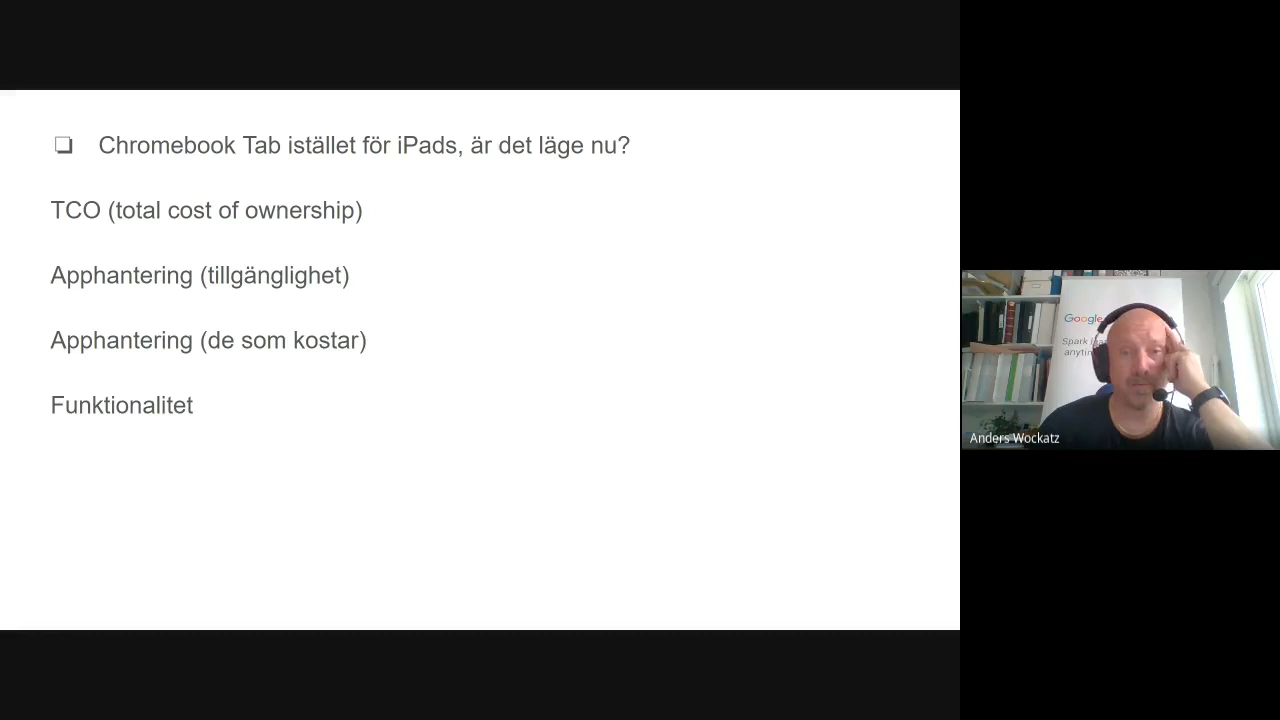 ❏ Chromebook Tab istället för iPads, är det läge nu?
TCO (total cost of ownership)
Apphantering (tillgänglighet)
Apphantering (de som kostar)
Funktionalitet
Google
Spark
Anders Wockatz